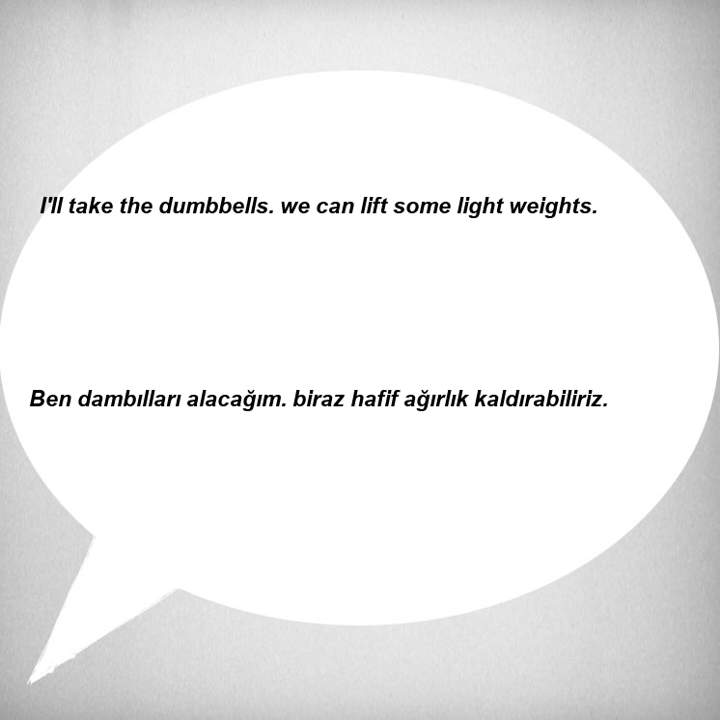 I'll take the dumbbells. we can lift some light weights.
Ben dambılları alacağım. biraz hafif ağırlık kaldırabiliriz.